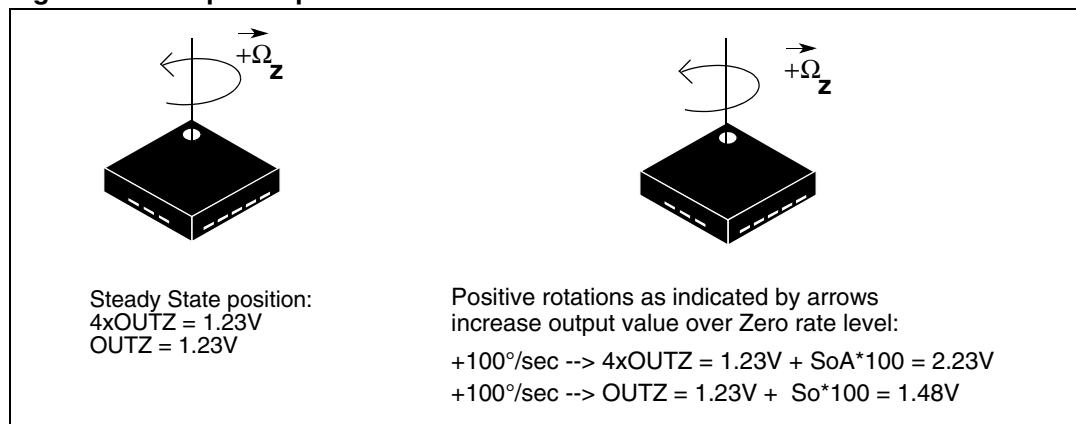 +Ω
Z
+Ω
Z
Steady State position:
4xOUTZ = 1.23V
OUTZ = 1.23V
Positive rotations as indicated by arrows
increase output value over Zero rate level:
+100°/sec --> 4xOUTZ = 1.23V + SoA*100 = 2.23V
+100°/sec --> OUTZ = 1.23V + So*100 = 1.48V